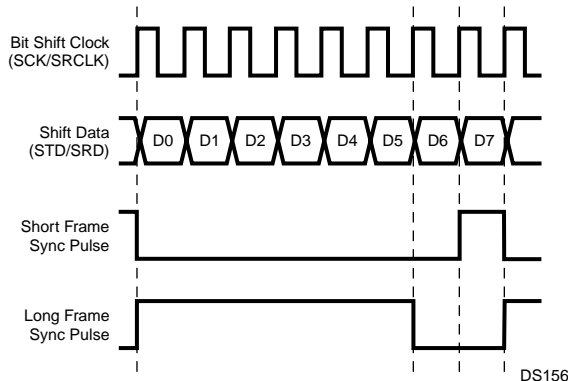 Bit Shift Clock
(SCK/SRCLK)
Shift Data
(STD/SRD)
D0 D1 D2 D3 D4 D5 D6 D7
Short Frame
Sync Pulse
Long Frame
Sync Pulse
DS156